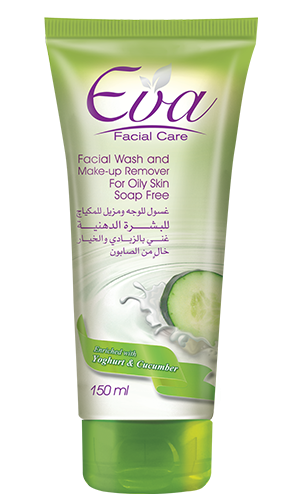 Eva
Facial Care
Facial Wash and
Make-up Remover
For Oily Skin
Soap Free
غسول للوجه ومزيل للمكياج
للبشرة الدهنية
غني بالزبادي والخيار
خالٍ من الصابون
Enriched with
Yoghurt & Cucumber
150 ml